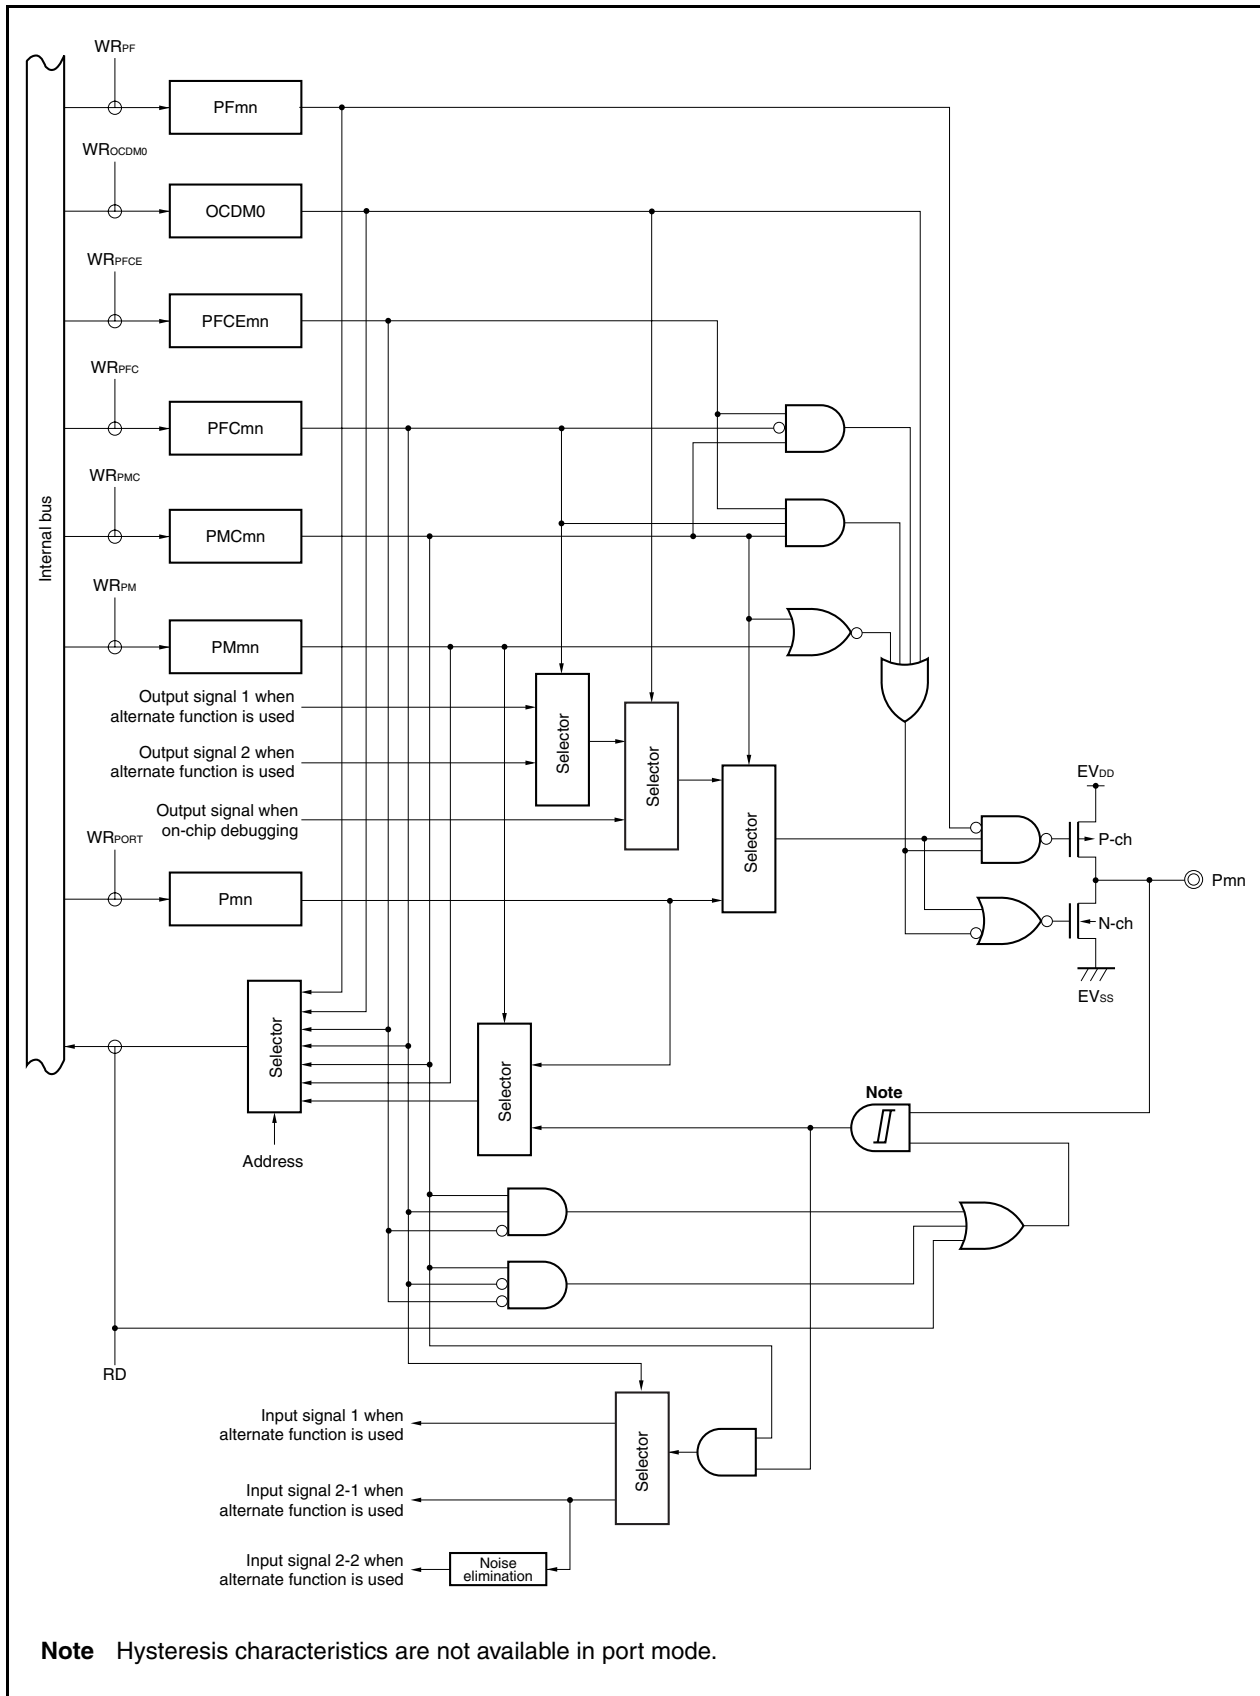 WRPF
PFmn
WROCDM0
OCDM0
WRPFCE
PFCEmn
WRPFC
PFCmn
WRPMC
PMCmn
Internal bus
WRPM
PMmn
Output signal 1 when
alternate function is used
Selector
Output signal 2 when
alternate function is used
Selector
Output signal when
on-chip debugging
Selector
EVDD
P-ch
WRPORT
Pmn
Pmn
N-ch
EVSS
Selector
Selector
Note
Address
RD
Input signal 1 when
alternate function is used
Selector
Input signal 2-1 when
alternate function is used
Input signal 2-2 when
alternate function is used
Noise
elimination
Note Hysteresis characteristics are not available in port mode.